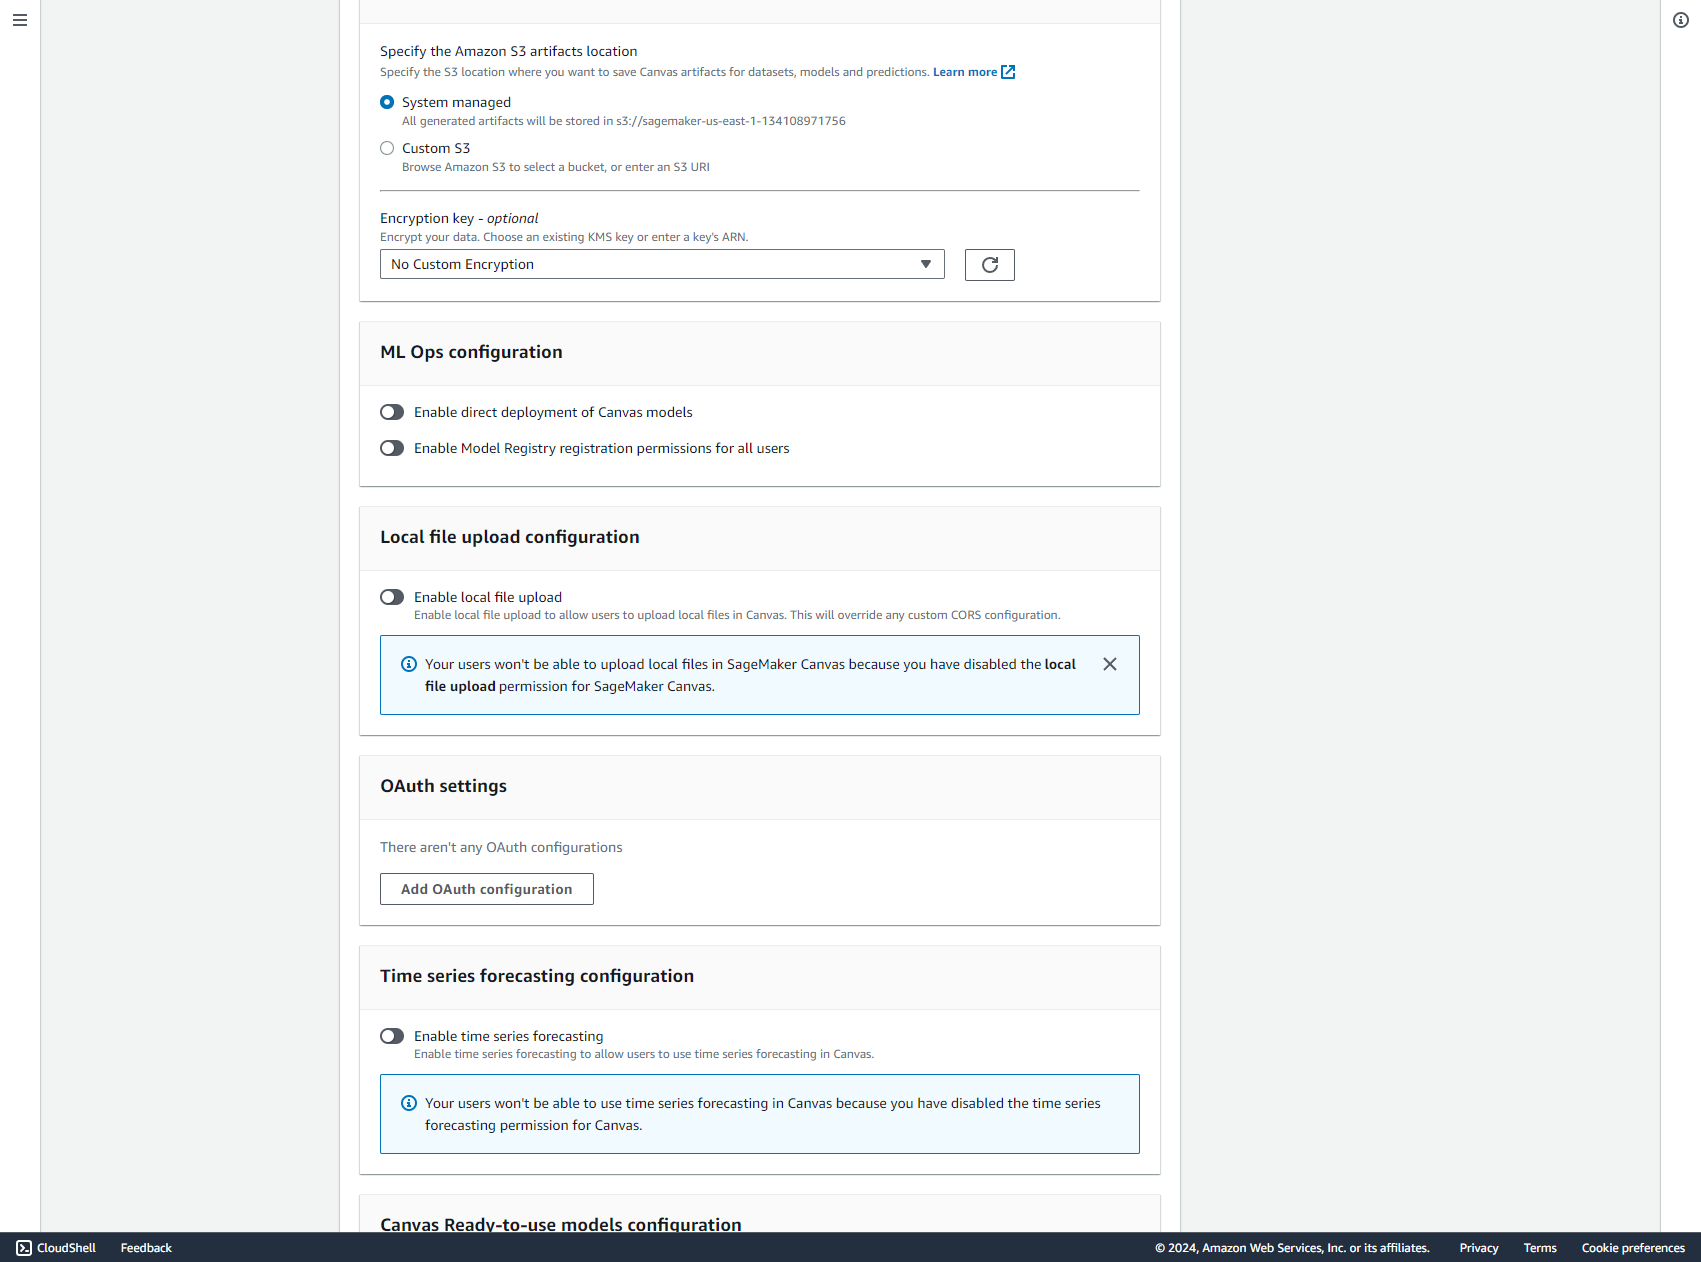 Specify the Amazon S3 artifacts location
Specify the S3 location where you want to save Canvas artifacts for datasets, models and predictions. Learn more
System managed
All generated artifacts will be stored in s3://sagemaker-us-east-1-134108971756
Custom S3
Browse Amazon S3 to select a bucket, or enter an S3 URI
Encryption key - optional
Encrypt your data. Choose an existing KMS key or enter a key's ARN.
No Custom Encryption
ML Ops configuration
Enable direct deployment of Canvas models
Enable Model Registry registration permissions for all users
Local file upload configuration
Enable local file upload
Enable local file upload to allow users to upload local files in Canvas. This will override any custom CORS configuration.
Your users won't be able to upload local files in SageMaker Canvas because you have disabled the local
file upload permission for SageMaker Canvas.
OAuth settings
There aren't any OAuth configurations
Add OAuth configuration
Time series forecasting configuration
Enable time series forecasting
Enable time series forecasting to allow users to use time series forecasting in Canvas.
Your users won't be able to use time series forecasting in Canvas because you have disabled the time series
forecasting permission for Canvas.
Canvas Ready-to-use models configuration
CloudShell Feedback © 2024, Amazon Web Services, Inc. or its affiliates. Privacy Terms Cookie preferences